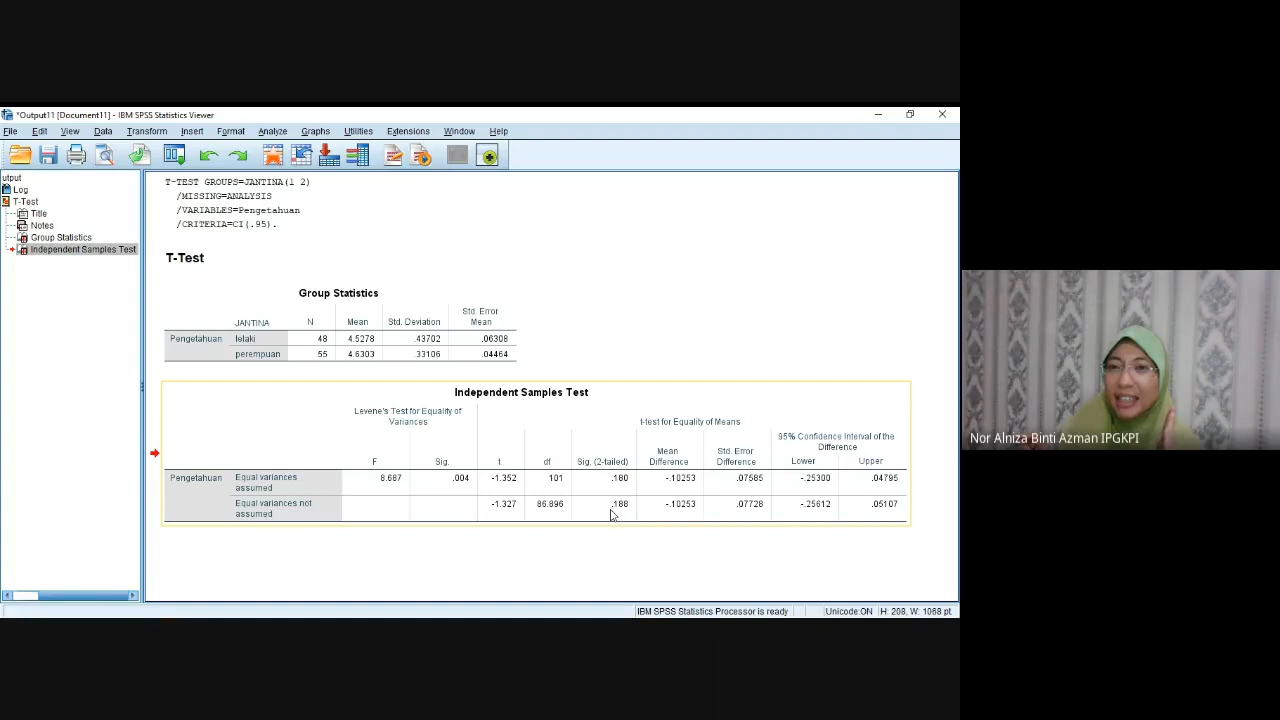 *Output11 [Document11] - IBM SPSS Statistics Viewer
File Edit View Data Transform Insert Format Analyze Graphs Utilities Extensions Window Help
utput
Log
T-Test
Title
Notes
Group Statistics
Independent Samples Test
T-TEST GROUPS=JANTINA(1 2)
/MISSING=ANALYSIS
/VARIABLES=Pengetahuan
/CRITERIA=CI(.95).
T-Test
Group Statistics
JANTINA N Mean Std. Deviation Std. Error Mean
Pengetahuan lelaki 48 4.5278 .43702 .06308
perempuan 55 4.6303 .33106 .04464
Independent Samples Test
Levene's Test for Equality of Variances t-test for Equality of Means
95% Confidence Interval of the Difference
F Sig. t df Sig. (2-tailed) Mean Difference Std. Error Difference Lower Upper
Pengetahuan Equal variances assumed 8.687 .004 -1.352 101 .180 -.10253 .07585 -.25300 .04795
Equal variances not assumed -1.327 86.896 .188 -.10253 .07728 -.25612 .05107
IBM SPSS Statistics Processor is ready Unicode:ON H: 208, W: 1068 pt
Nor Alniza Binti Azman IPGKPI